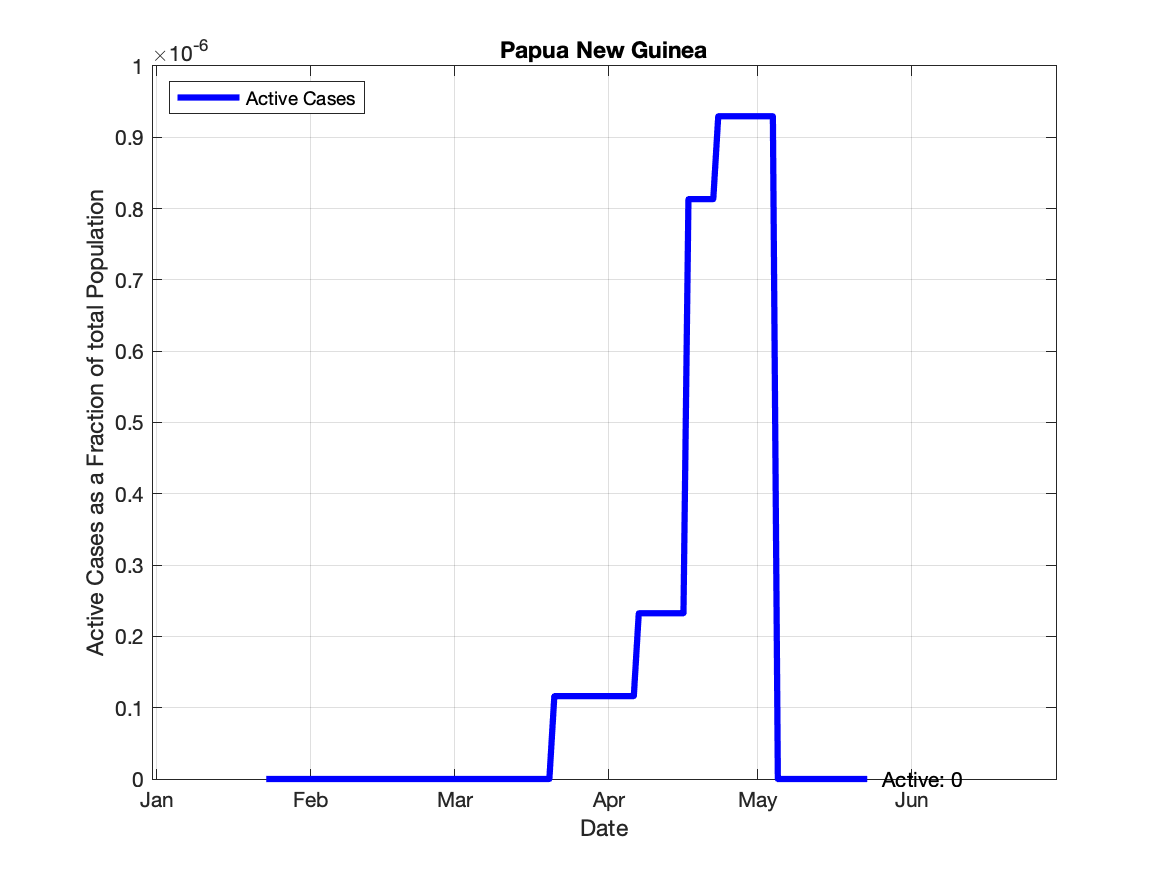 Papua New Guinea
×10-6
Active Cases
1
0.9
0.8
0.7
0.6
0.5
0.4
0.3
0.2
0.1
0
Active Cases as a Fraction of total Population
Active: 0
Jan Feb Mar Apr May Jun
Date